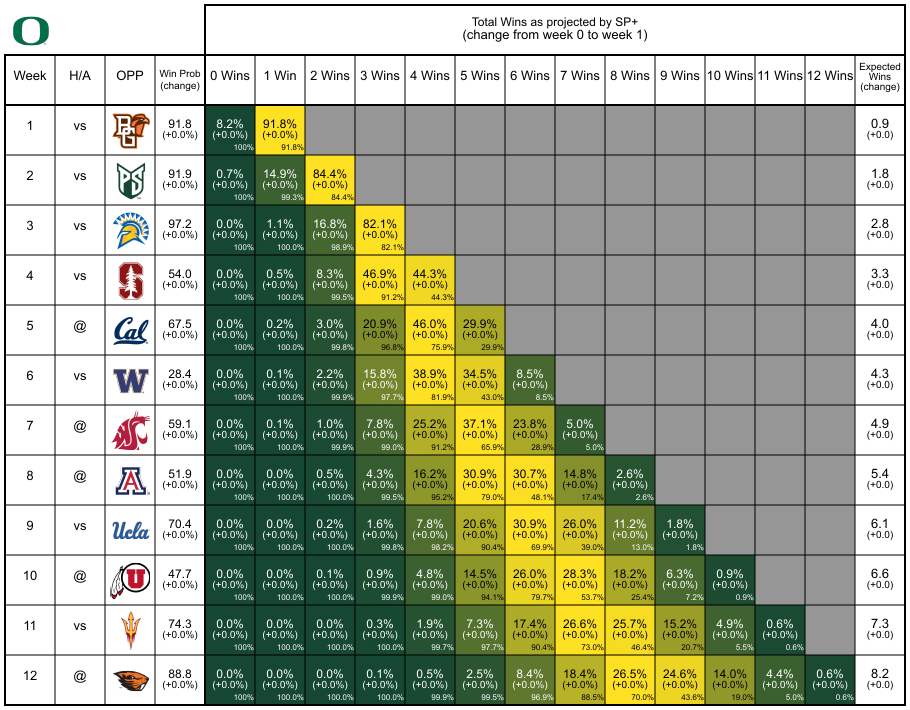 O
Total Wins as projected by SP+
(change from week 0 to week 1)
Week H/A OPP Win Prob (change) 0 Wins 1 Win 2 Wins 3 Wins 4 Wins 5 Wins 6 Wins 7 Wins 8 Wins 9 Wins 10 Wins 11 Wins 12 Wins Expected Wins (change)
1 vs BG 91.8 8.2% 91.8% 0.9
(+0.0%) (+0.0%) (+0.0%) (+0.0)
100% 91.8%
2 vs PS 91.9 0.7% 14.9% 84.4% 1.8
(+0.0%) (+0.0%) (+0.0%) (+0.0%) (+0.0)
100% 99.3% 84.4%
3 vs 97.2 0.0% 1.1% 16.8% 82.1% 2.8
(+0.0%) (+0.0%) (+0.0%) (+0.0%) (+0.0%) (+0.0)
100% 100.0% 98.9% 82.1%
4 vs S 54.0 0.0% 0.5% 8.3% 46.9% 44.3% 3.3
(+0.0%) (+0.0%) (+0.0%) (+0.0%) (+0.0%) (+0.0%) (+0.0)
100% 100.0% 99.5% 91.2% 44.3%
5 @ Cal 67.5 0.0% 0.2% 3.0% 20.9% 46.0% 29.9% 4.0
(+0.0%) (+0.0%) (+0.0%) (+0.0%) (+0.0%) (+0.0%) (+0.0%) (+0.0)
100% 100.0% 99.8% 96.8% 75.9% 29.9%
6 vs W 28.4 0.0% 0.1% 2.2% 15.8% 38.9% 34.5% 8.5% 4.3
(+0.0%) (+0.0%) (+0.0%) (+0.0%) (+0.0%) (+0.0%) (+0.0%) (+0.0%) (+0.0)
100% 100.0% 99.9% 97.7% 81.9% 43.0% 8.5%
7 @ 59.1 0.0% 0.1% 1.0% 7.8% 25.2% 37.1% 23.8% 5.0% 4.9
(+0.0%) (+0.0%) (+0.0%) (+0.0%) (+0.0%) (+0.0%) (+0.0%) (+0.0%) (+0.0%) (+0.0)
100% 100.0% 99.9% 99.0% 91.2% 65.9% 28.9% 5.0%
8 @ A 51.9 0.0% 0.0% 0.5% 4.3% 16.2% 30.9% 30.7% 14.8% 2.6% 5.4
(+0.0%) (+0.0%) (+0.0%) (+0.0%) (+0.0%) (+0.0%) (+0.0%) (+0.0%) (+0.0%) (+0.0%) (+0.0)
100% 100.0% 100.0% 99.5% 95.2% 79.0% 48.1% 17.4% 2.6%
9 vs Ucla 70.4 0.0% 0.0% 0.2% 1.6% 7.8% 20.6% 30.9% 26.0% 11.2% 1.8% 6.1
(+0.0%) (+0.0%) (+0.0%) (+0.0%) (+0.0%) (+0.0%) (+0.0%) (+0.0%) (+0.0%) (+0.0%) (+0.0%) (+0.0)
100% 100.0% 100.0% 99.8% 98.2% 90.4% 69.9% 39.0% 13.0% 1.8%
10 @ U 47.7 0.0% 0.0% 0.1% 0.9% 4.8% 14.5% 26.0% 28.3% 18.2% 6.3% 0.9% 6.6
(+0.0%) (+0.0%) (+0.0%) (+0.0%) (+0.0%) (+0.0%) (+0.0%) (+0.0%) (+0.0%) (+0.0%) (+0.0%) (+0.0%) (+0.0)
100% 100.0% 100.0% 99.9% 99.0% 94.1% 79.7% 53.7% 25.4% 7.2% 0.9%
11 vs 74.3 0.0% 0.0% 0.0% 0.3% 1.9% 7.3% 17.4% 26.6% 25.7% 15.2% 4.9% 0.6% 7.3
(+0.0%) (+0.0%) (+0.0%) (+0.0%) (+0.0%) (+0.0%) (+0.0%) (+0.0%) (+0.0%) (+0.0%) (+0.0%) (+0.0%) (+0.0%) (+0.0)
100% 100.0% 100.0% 100.0% 99.7% 97.7% 90.4% 73.0% 46.4% 20.7% 5.5% 0.6%
12 @ 88.8 0.0% 0.0% 0.0% 0.1% 0.5% 2.5% 8.4% 18.4% 26.5% 24.6% 14.0% 4.4% 0.6% 8.2
(+0.0%) (+0.0%) (+0.0%) (+0.0%) (+0.0%) (+0.0%) (+0.0%) (+0.0%) (+0.0%) (+0.0%) (+0.0%) (+0.0%) (+0.0%) (+0.0%) (+0.0)
100% 100.0% 100.0% 100.0% 99.9% 99.5% 96.9% 88.5% 70.0% 43.6% 19.0% 5.0% 0.6%